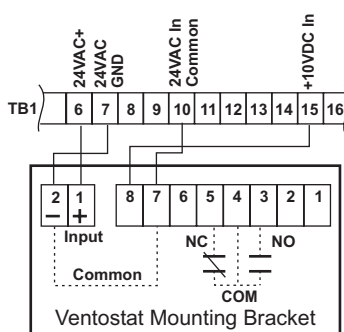 24VAC+
24VAC
GND
24VAC In
Common
+10VDC In
TB1
6 7 8 9 10 11 12 13 14 15 16
2 1 8 7 6 5 4 3 2 1
− +
Input
NC NO
Common
COM
Ventostat Mounting Bracket